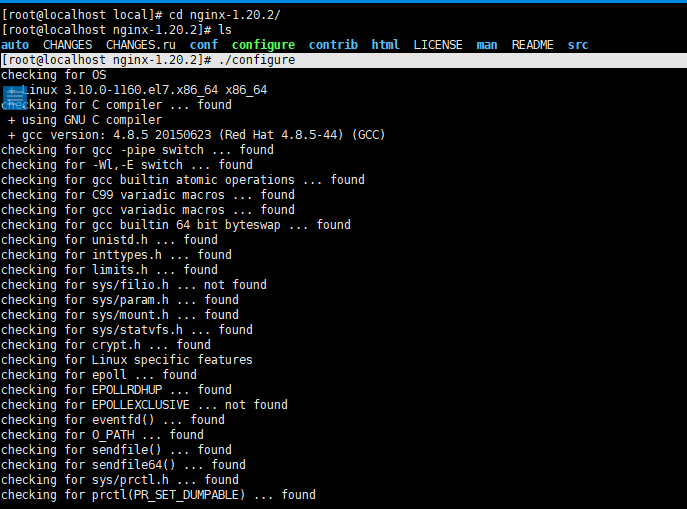 [root@localhost local]# cd nginx-1.20.2/
[root@localhost nginx-1.20.2]# ls
auto  CHANGES  CHANGES.ru  conf  configure  contrib  html  LICENSE  man  README  src
[root@localhost nginx-1.20.2]# ./configure
checking for OS
Linux 3.10.0-1160.el7.x86_64 x86_64
checking for C compiler ... found
 + using GNU C compiler
 + gcc version: 4.8.5 20150623 (Red Hat 4.8.5-44) (GCC)
checking for gcc -pipe switch ... found
checking for -Wl,-E switch ... found
checking for gcc builtin atomic operations ... found
checking for C99 variadic macros ... found
checking for gcc variadic macros ... found
checking for gcc builtin 64 bit byteswap ... found
checking for unistd.h ... found
checking for inttypes.h ... found
checking for limits.h ... found
checking for sys/filio.h ... not found
checking for sys/param.h ... found
checking for sys/mount.h ... found
checking for sys/statvfs.h ... found
checking for crypt.h ... found
checking for Linux specific features
checking for epoll ... found
checking for EPOLLRDHUP ... found
checking for EPOLLEXCLUSIVE ... not found
checking for eventfd() ... found
checking for O_PATH ... found
checking for sendfile() ... found
checking for sendfile64() ... found
checking for sys/prctl.h ... found
checking for prctl(PR_SET_DUMPABLE) ... found